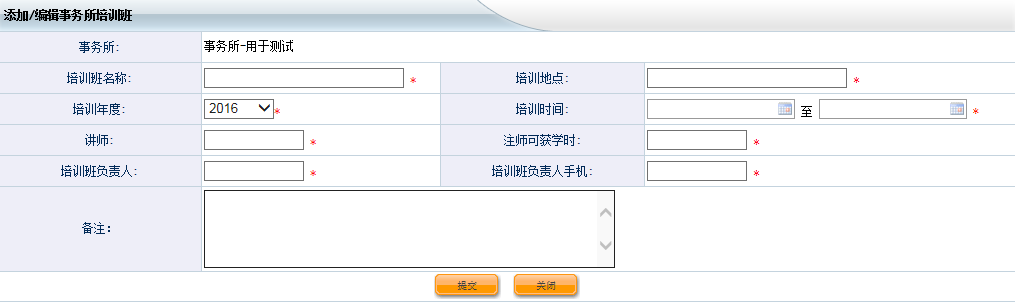 添加/编辑事务所培训班
事务所: 事务所-用于测试
培训班名称: * 培训地点: *
培训年度: 2016 * 培训时间: 至 *
讲师: * 注师可获学时: *
培训班负责人: * 培训班负责人手机: *
备注:
提交 关闭